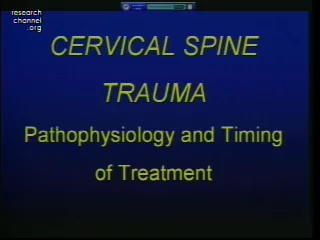 research
channel
.org
CERVICAL SPINE
TRAUMA
Pathophysiology and Timing
of Treatment